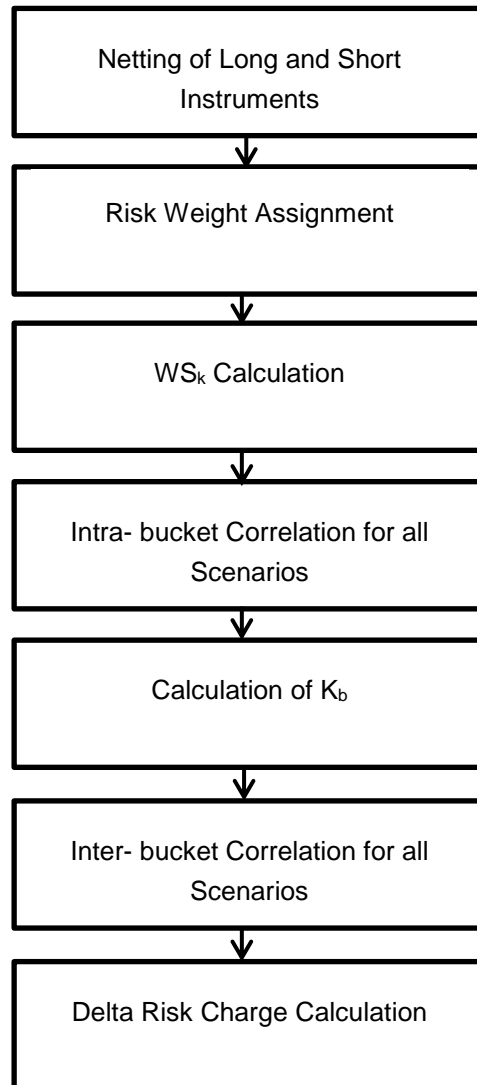 Netting of Long and Short
Instruments
Risk Weight Assignment
WSₖ Calculation
Intra- bucket Correlation for all
Scenarios
Calculation of K_b
Inter- bucket Correlation for all
Scenarios
Delta Risk Charge Calculation